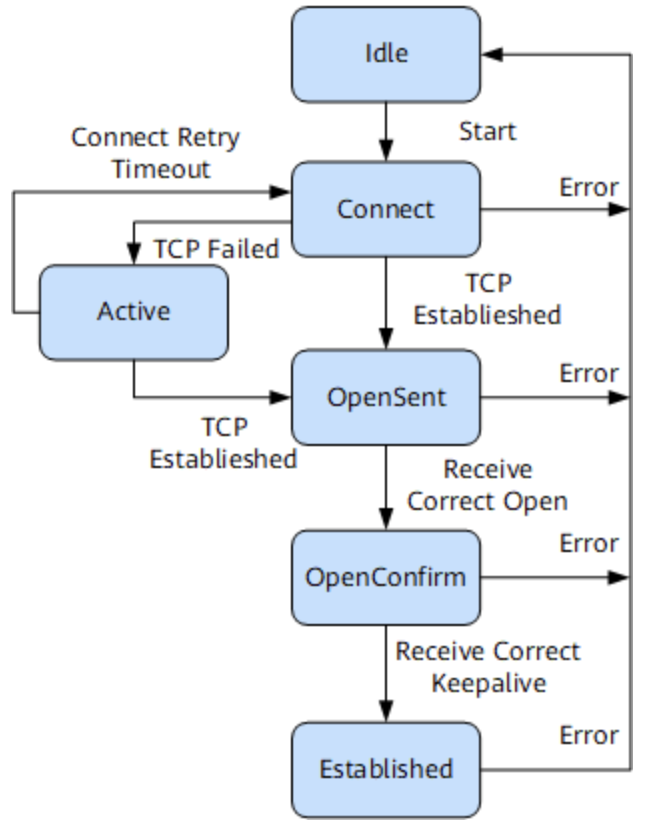 Idle
Start
Connect Retry
Timeout
Error
Connect
TCP Failed
TCP
Establieshed
Active
Error
OpenSent
TCP
Establieshed
Receive
Correct Open
Error
OpenConfirm
Receive Correct
Keepalive
Error
Established